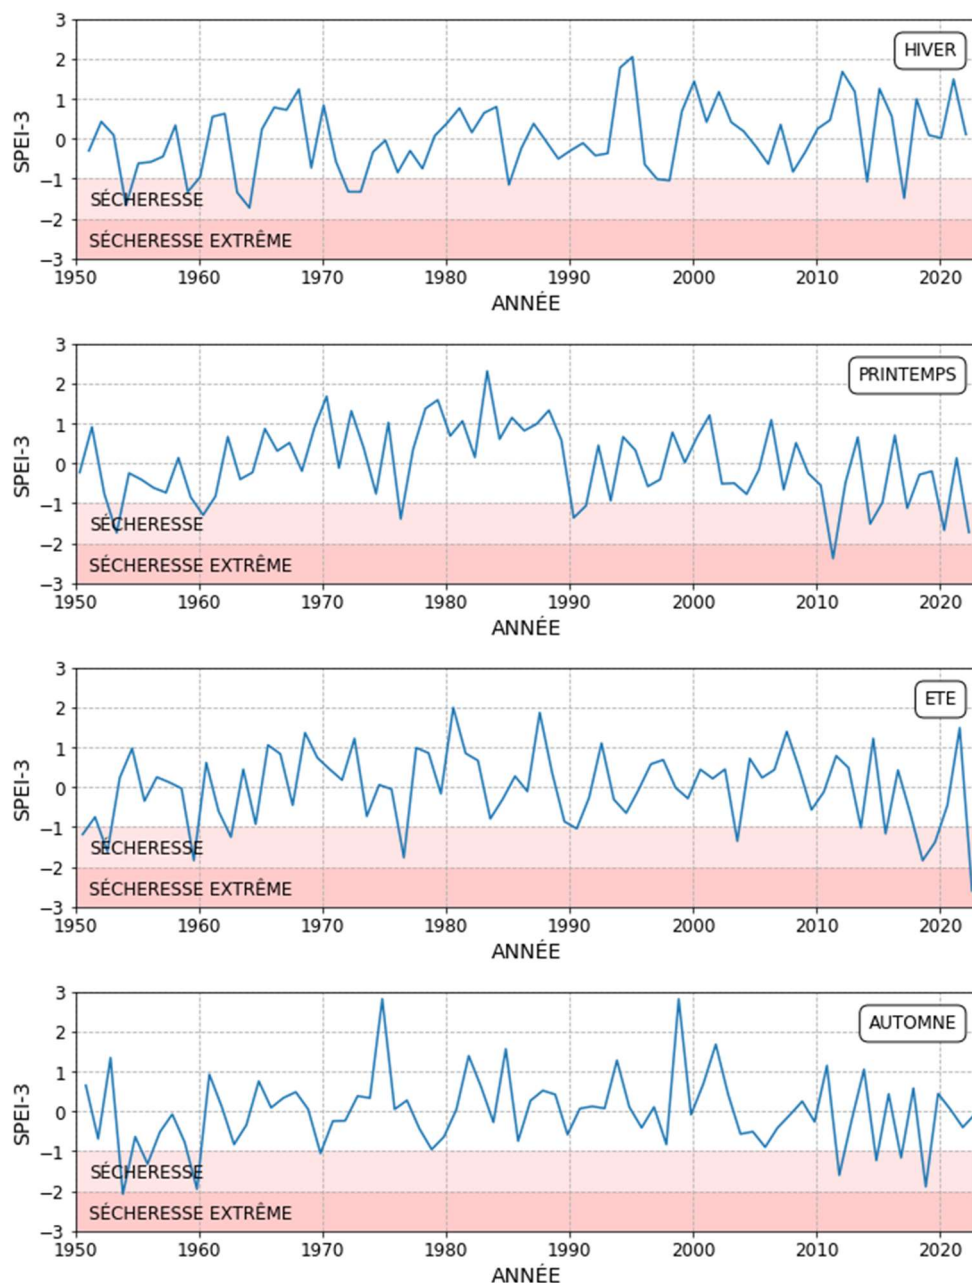 3
HIVER
2
1
SPEI-3
0
−1
SÉCHERESSE
−2
SÉCHERESSE EXTRÊME
−3
1950 1960 1970 1980 1990 2000 2010 2020
ANNÉE
3
PRINTEMPS
2
1
SPEI-3
0
−1
SÉCHERESSE
−2
SÉCHERESSE EXTRÊME
−3
1950 1960 1970 1980 1990 2000 2010 2020
ANNÉE
3
ETE
2
1
SPEI-3
0
−1
SÉCHERESSE
−2
SÉCHERESSE EXTRÊME
−3
1950 1960 1970 1980 1990 2000 2010 2020
ANNÉE
3
AUTOMNE
2
1
SPEI-3
0
−1
SÉCHERESSE
−2
SÉCHERESSE EXTRÊME
−3
1950 1960 1970 1980 1990 2000 2010 2020
ANNÉE